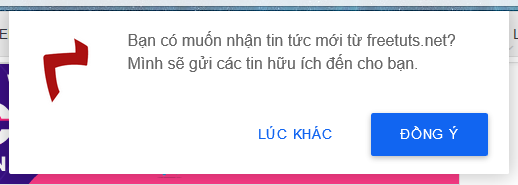 Bạn có muốn nhận tin tức mới từ freetuts.net?
Mình sẽ gửi các tin hữu ích đến cho bạn.
LÚC KHÁC
ĐỒNG Ý